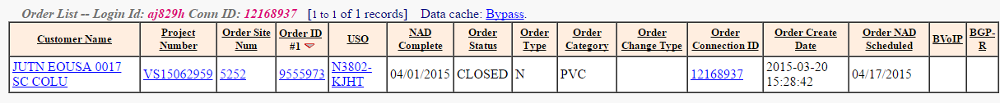 Order List -- Login Id: aj829h Conn ID: 12168937 [1 to 1 of 1 records] Data cache: Bypass.
Customer Name Project Number Order Site Num Order ID #1 USO NAD Complete Order Status Order Type Order Category Order Change Type Order Connection ID Order Create Date Order NAD Scheduled BVoIP BGP-R
JUTN EOUSA 0017 SC COLU VS15062959 5252 9555973 N3802-KJHT 04/01/2015 CLOSED N PVC 12168937 2015-03-20 15:28:42 04/17/2015